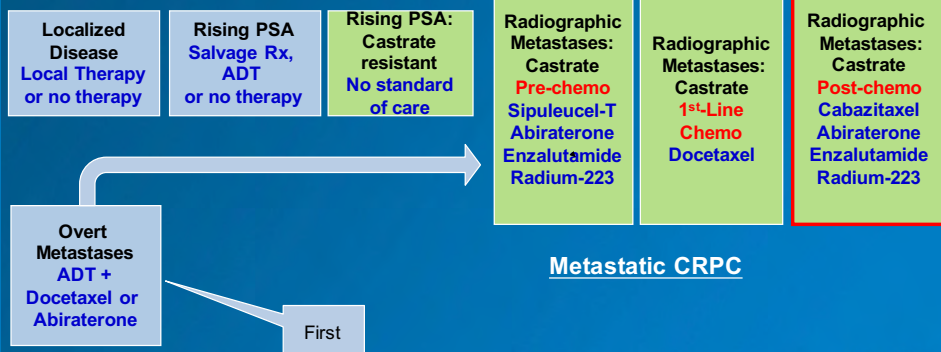 Localized
Disease
Local Therapy
or no therapy
Rising PSA
Salvage Rx,
ADT
or no therapy
Rising PSA:
Castrate
resistant
No standard
of care
Radiographic
Metastases:
Castrate
Pre-chemo
Sipuleucel-T
Abiraterone
Enzalutamide
Radium-223
Radiographic
Metastases:
Castrate
1st-Line
Chemo
Docetaxel
Radiographic
Metastases:
Castrate
Post-chemo
Cabazitaxel
Abiraterone
Enzalutamide
Radium-223
Overt
Metastases
ADT +
Docetaxel or
Abiraterone
Metastatic CRPC
First